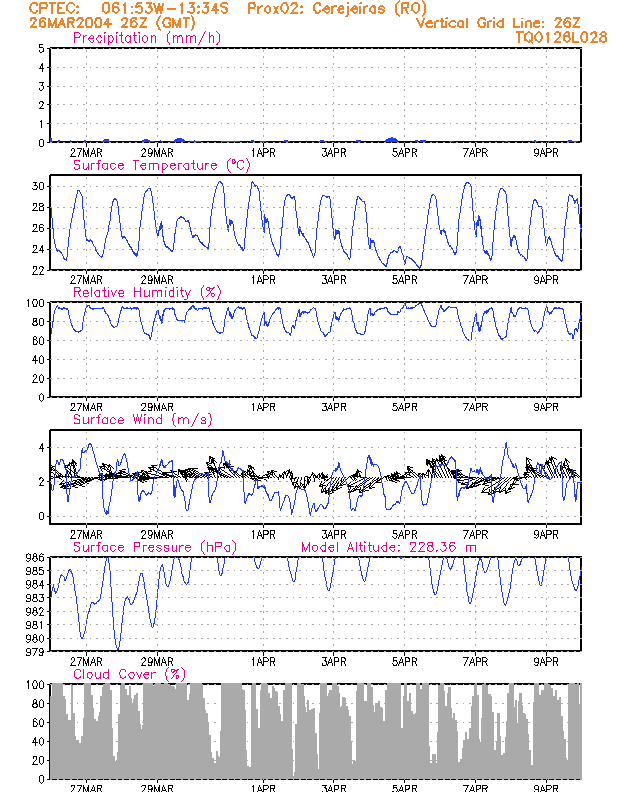 CPTEC: 061:53W-13:34S Prox02: Cerejeiras (RO)
26MAR2004 26Z (GMT) Vertical Grid Line: 26Z
Precipitation (mm/h) TQ0126L028
5
4
3
2
1
0
27MAR 29MAR 1APR 3APR 5APR 7APR 9APR
Surface Temperature (°C)
30
28
26
24
22
27MAR 29MAR 1APR 3APR 5APR 7APR 9APR
Relative Humidity (%)
100
80
60
40
20
0
27MAR 29MAR 1APR 3APR 5APR 7APR 9APR
Surface Wind (m/s)
4
2
0
27MAR 29MAR 1APR 3APR 5APR 7APR 9APR
Surface Pressure (hPa) Model Altitude: 228.36 m
986
985
984
983
982
981
980
979
27MAR 29MAR 1APR 3APR 5APR 7APR 9APR
Cloud Cover (%)
100
80
60
40
20
0
27MAR 29MAR 1APR 3APR 5APR 7APR 9APR